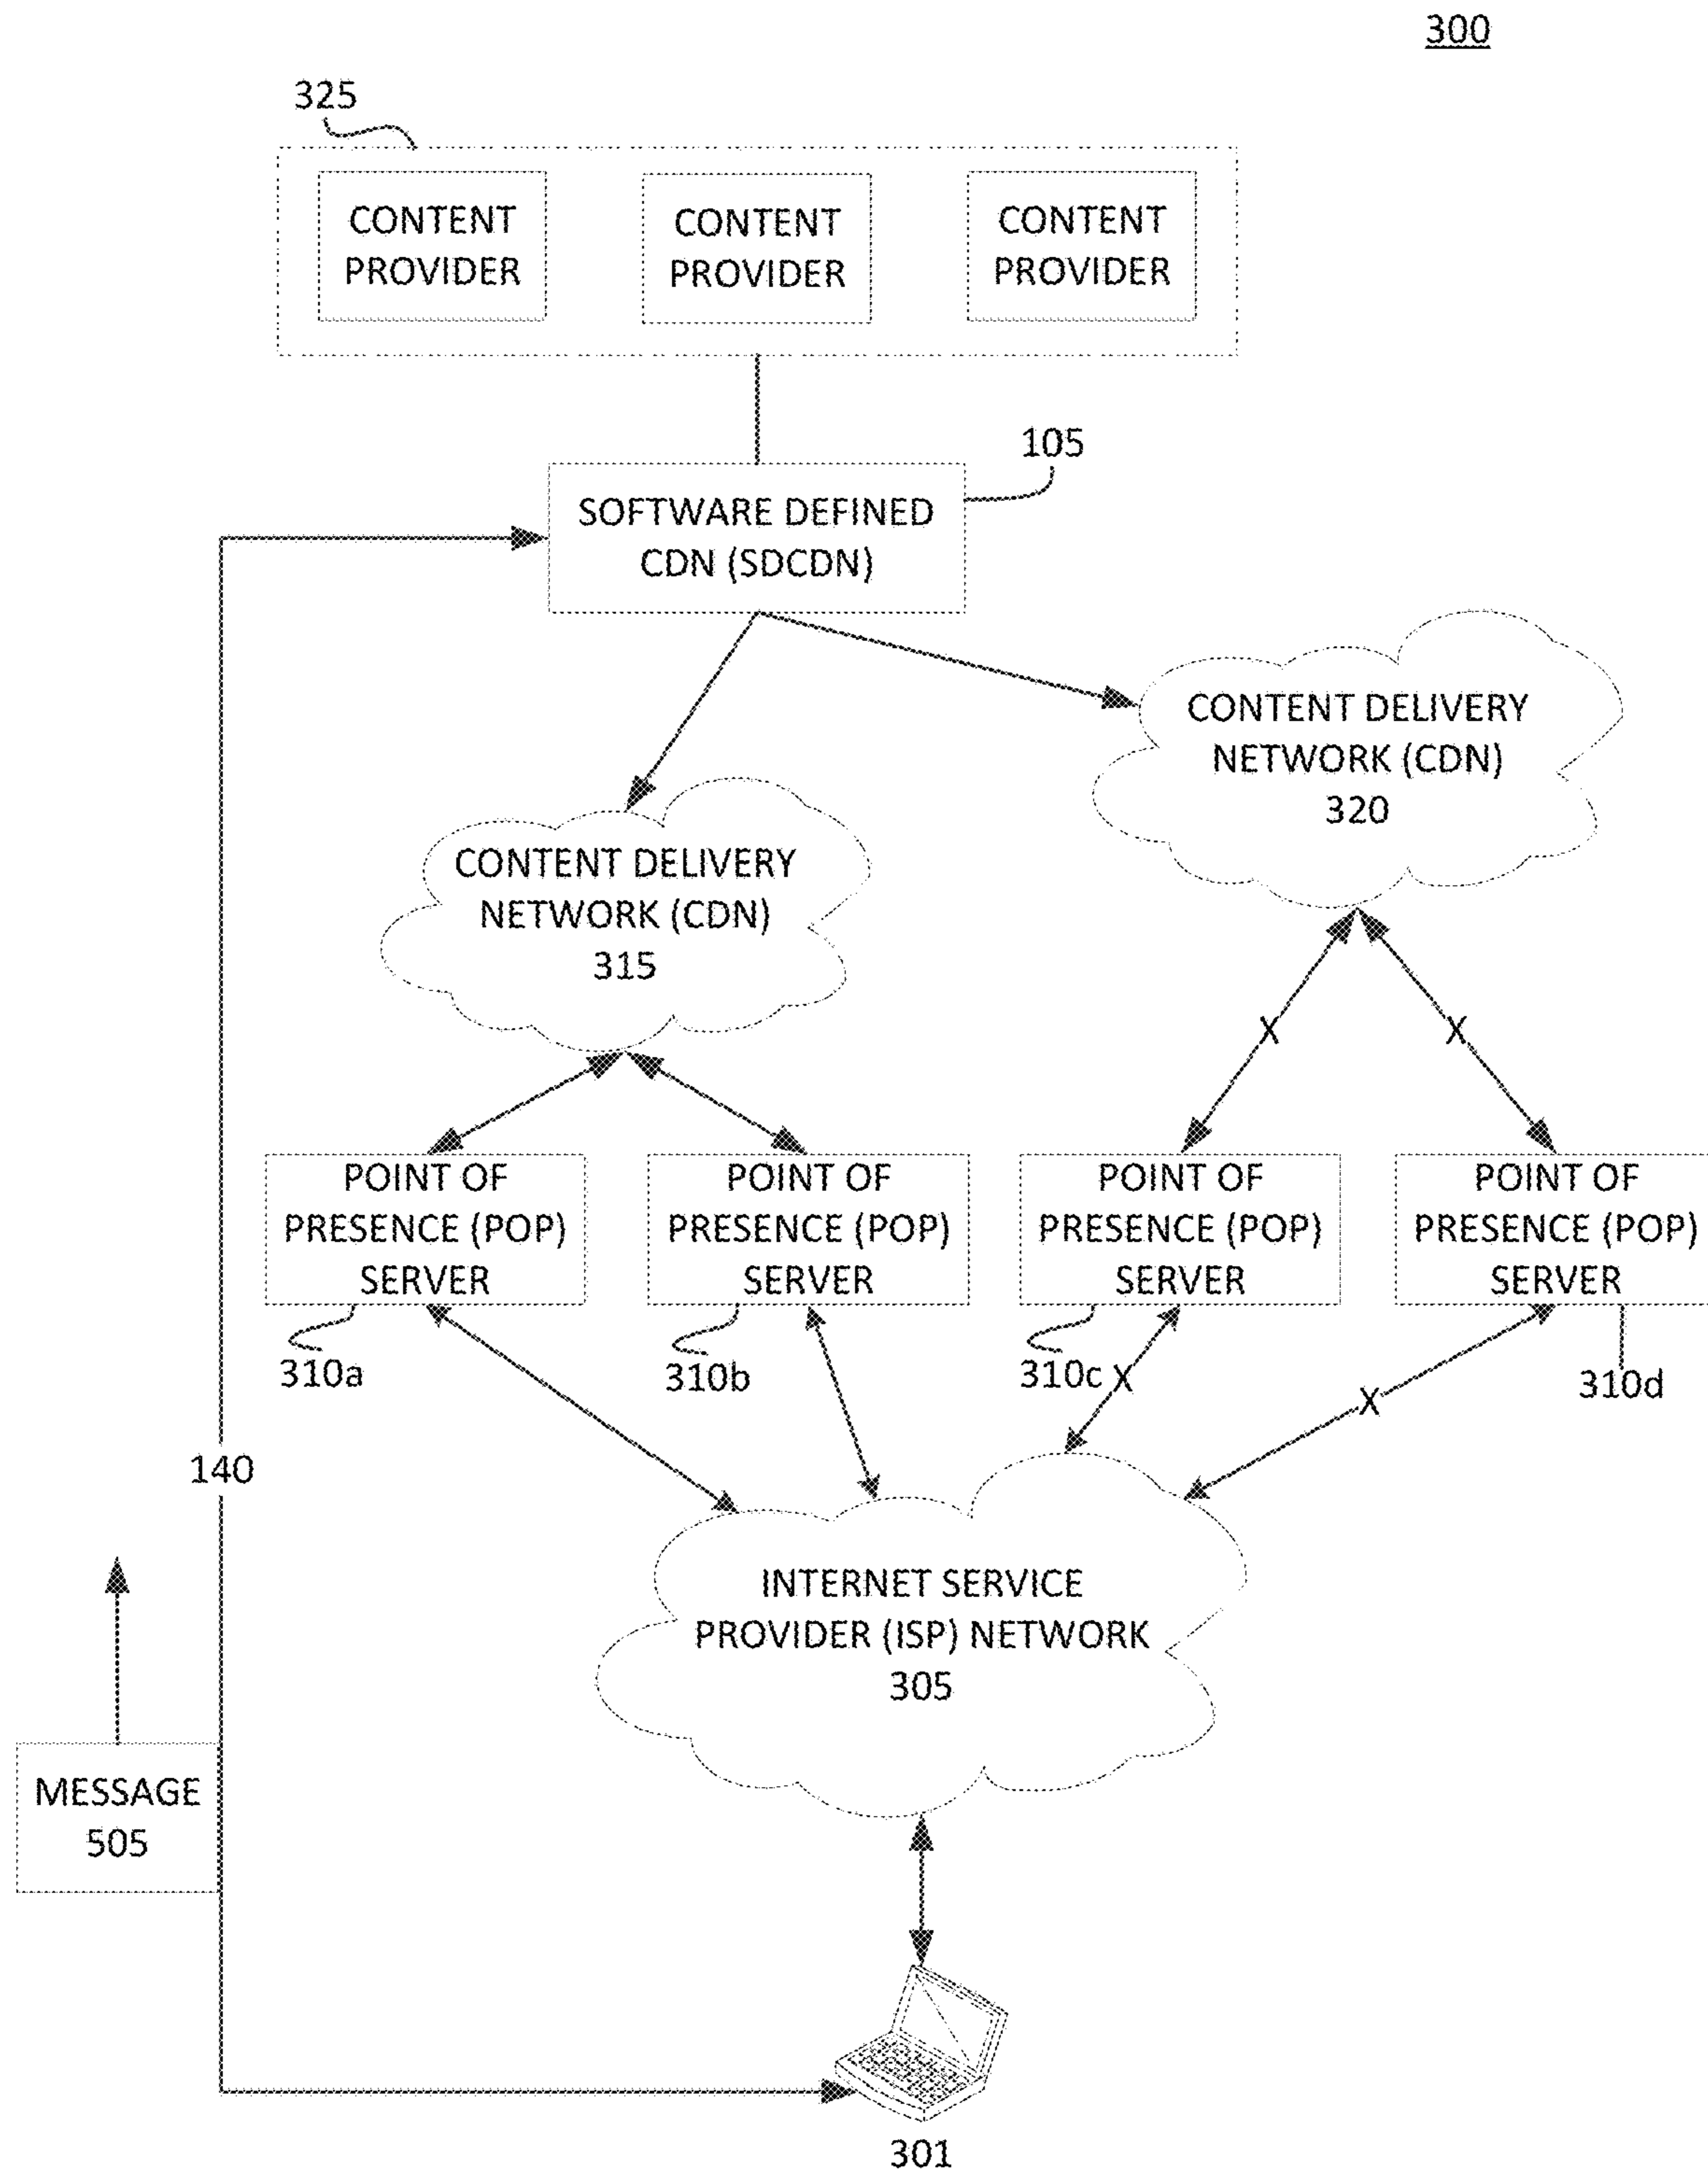 300
325
CONTENT
PROVIDER
CONTENT
PROVIDER
CONTENT
PROVIDER
105
SOFTWARE DEFINED
CDN (SDCDN)
CONTENT DELIVERY
NETWORK (CDN)
320
CONTENT DELIVERY
NETWORK (CDN)
315
X
X
POINT OF
PRESENCE (POP)
SERVER
POINT OF
PRESENCE (POP)
SERVER
POINT OF
PRESENCE (POP)
SERVER
POINT OF
PRESENCE (POP)
SERVER
310a
310b
310c
X
310d
X
140
INTERNET SERVICE
PROVIDER (ISP) NETWORK
305
MESSAGE
505
301